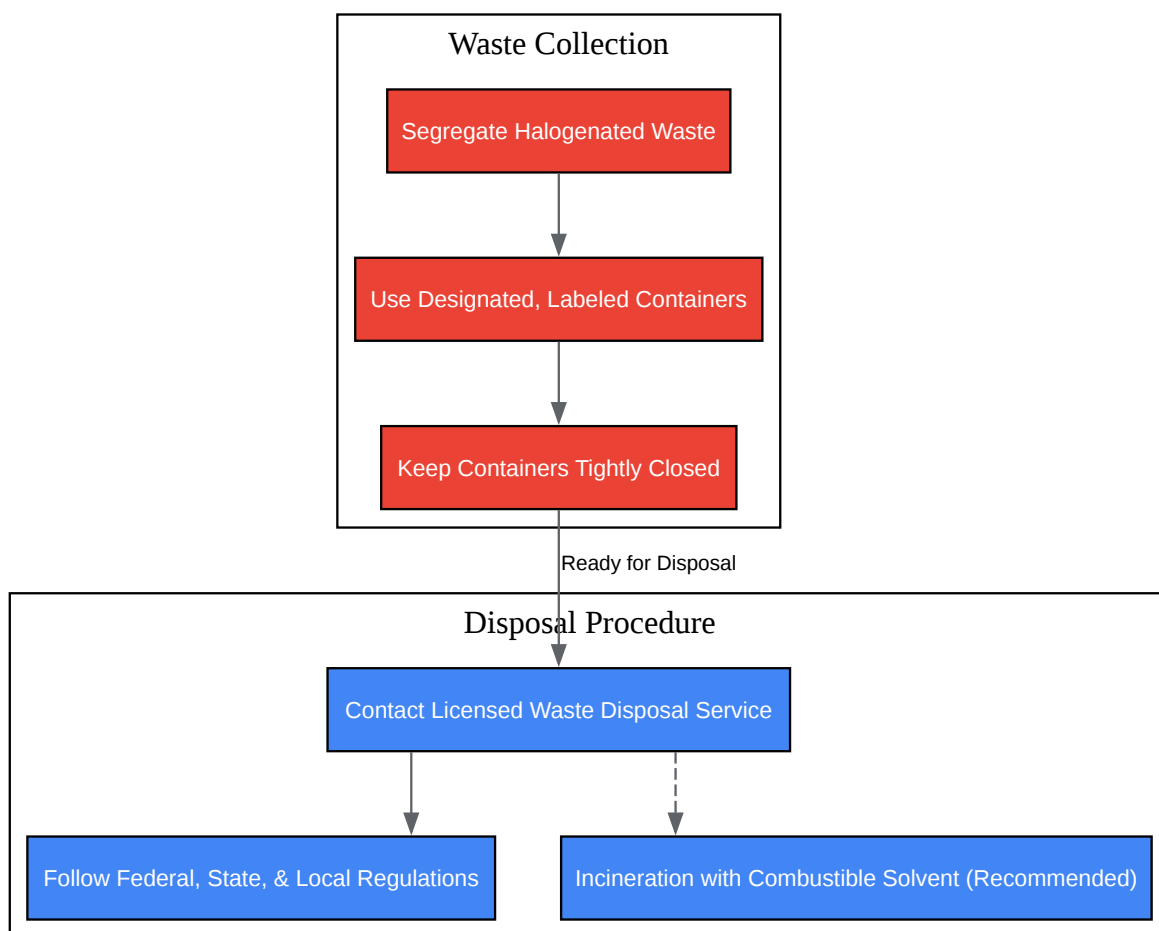 Waste Collection
Segregate Halogenated Waste
Use Designated, Labeled Containers
Keep Containers Tightly Closed
Ready for Disposal
Disposal Procedure
Contact Licensed Waste Disposal Service
Follow Federal, State, & Local Regulations
Incineration with Combustible Solvent (Recommended)